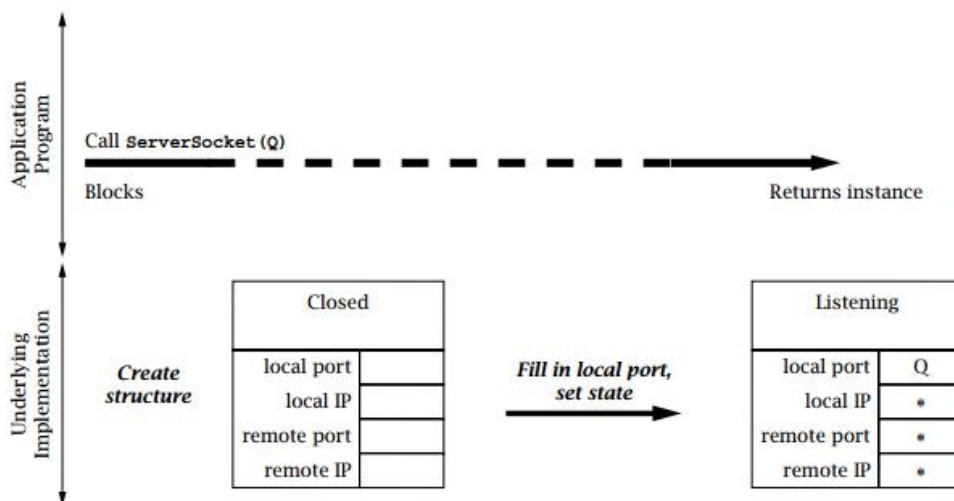 Application
Program
Call ServerSocket(Q)
Blocks
Returns instance
Underlying
Implementation
Create
structure
Closed
local port
local IP
remote port
remote IP
Fill in local port,
set state
Listening
local port Q
local IP *
remote port *
remote IP *